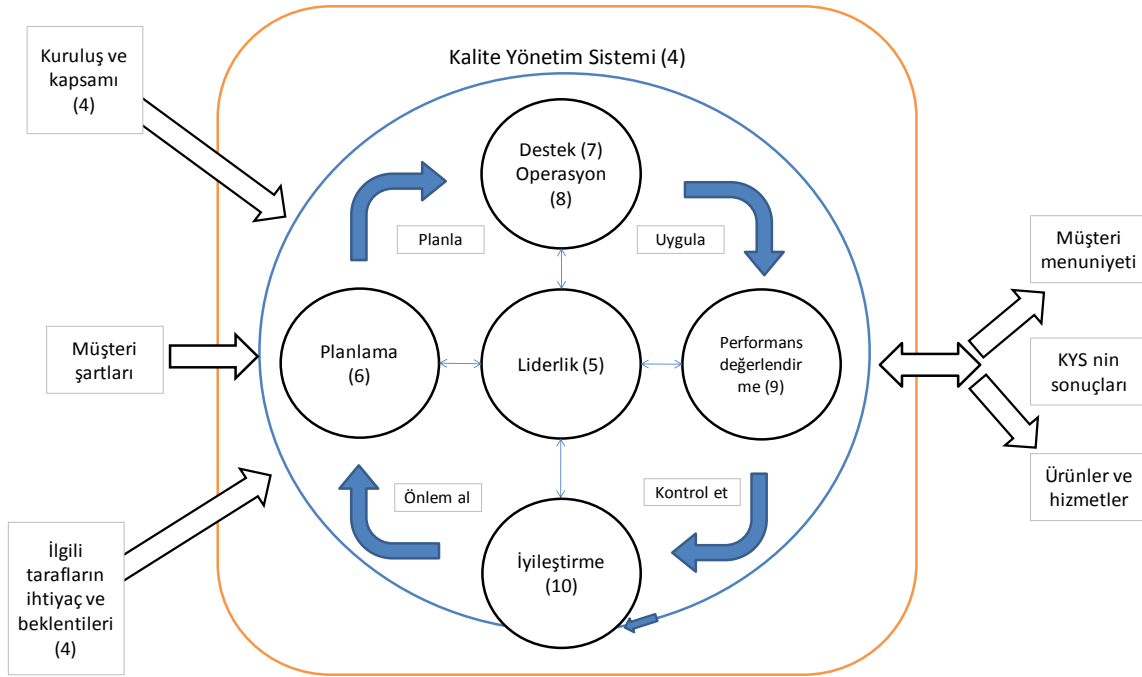 Kuruluş ve
kapsamı
(4)
Kalite Yönetim Sistemi (4)
Destek (7)
Operasyon
(8)
Planla
Uygula
Müşteri
menuniyeti
Müşteri
şartları
Planlama
(6)
Liderlik (5)
Performans
değerlendir
me (9)
KYS nin
sonuçları
Önlem al
Kontrol et
Ürünler ve
hizmetler
İlgili
tarafların
ihtiyaç ve
beklentileri
(4)
İyileştirme
(10)